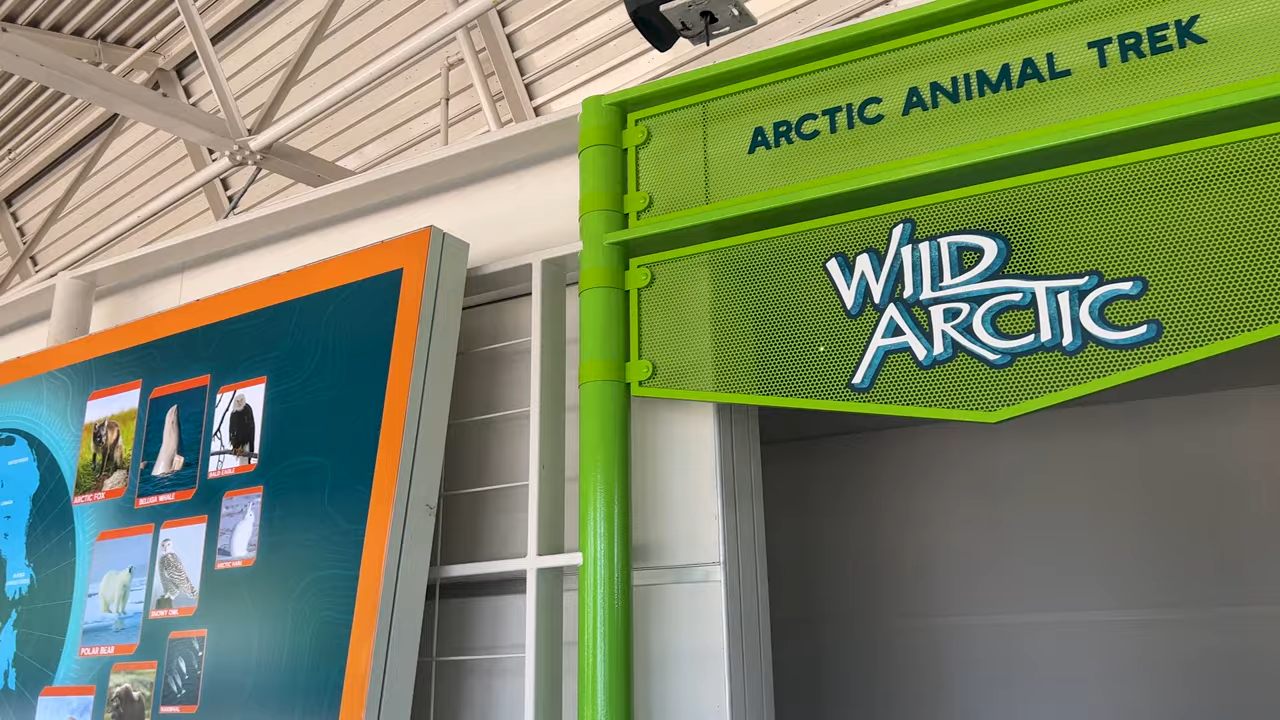 ARCTIC ANIMAL TREK
WILD
ARCTIC
ARCTIC FOX
BELUGA WHALE
BALD EAGLE
ARCTIC HARE
SNOWY OWL
POLAR BEAR
NARWHAL